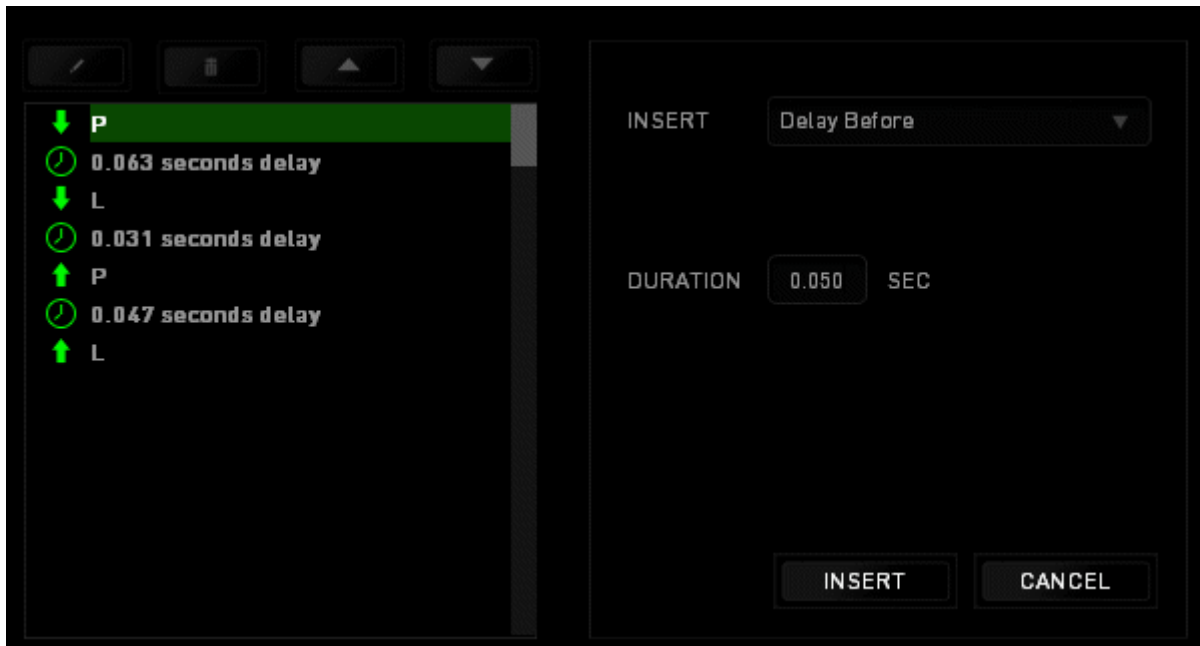 P
0.063 seconds delay
L
0.031 seconds delay
P
0.047 seconds delay
L
INSERT Delay Before
DURATION 0.050 SEC
INSERT CANCEL